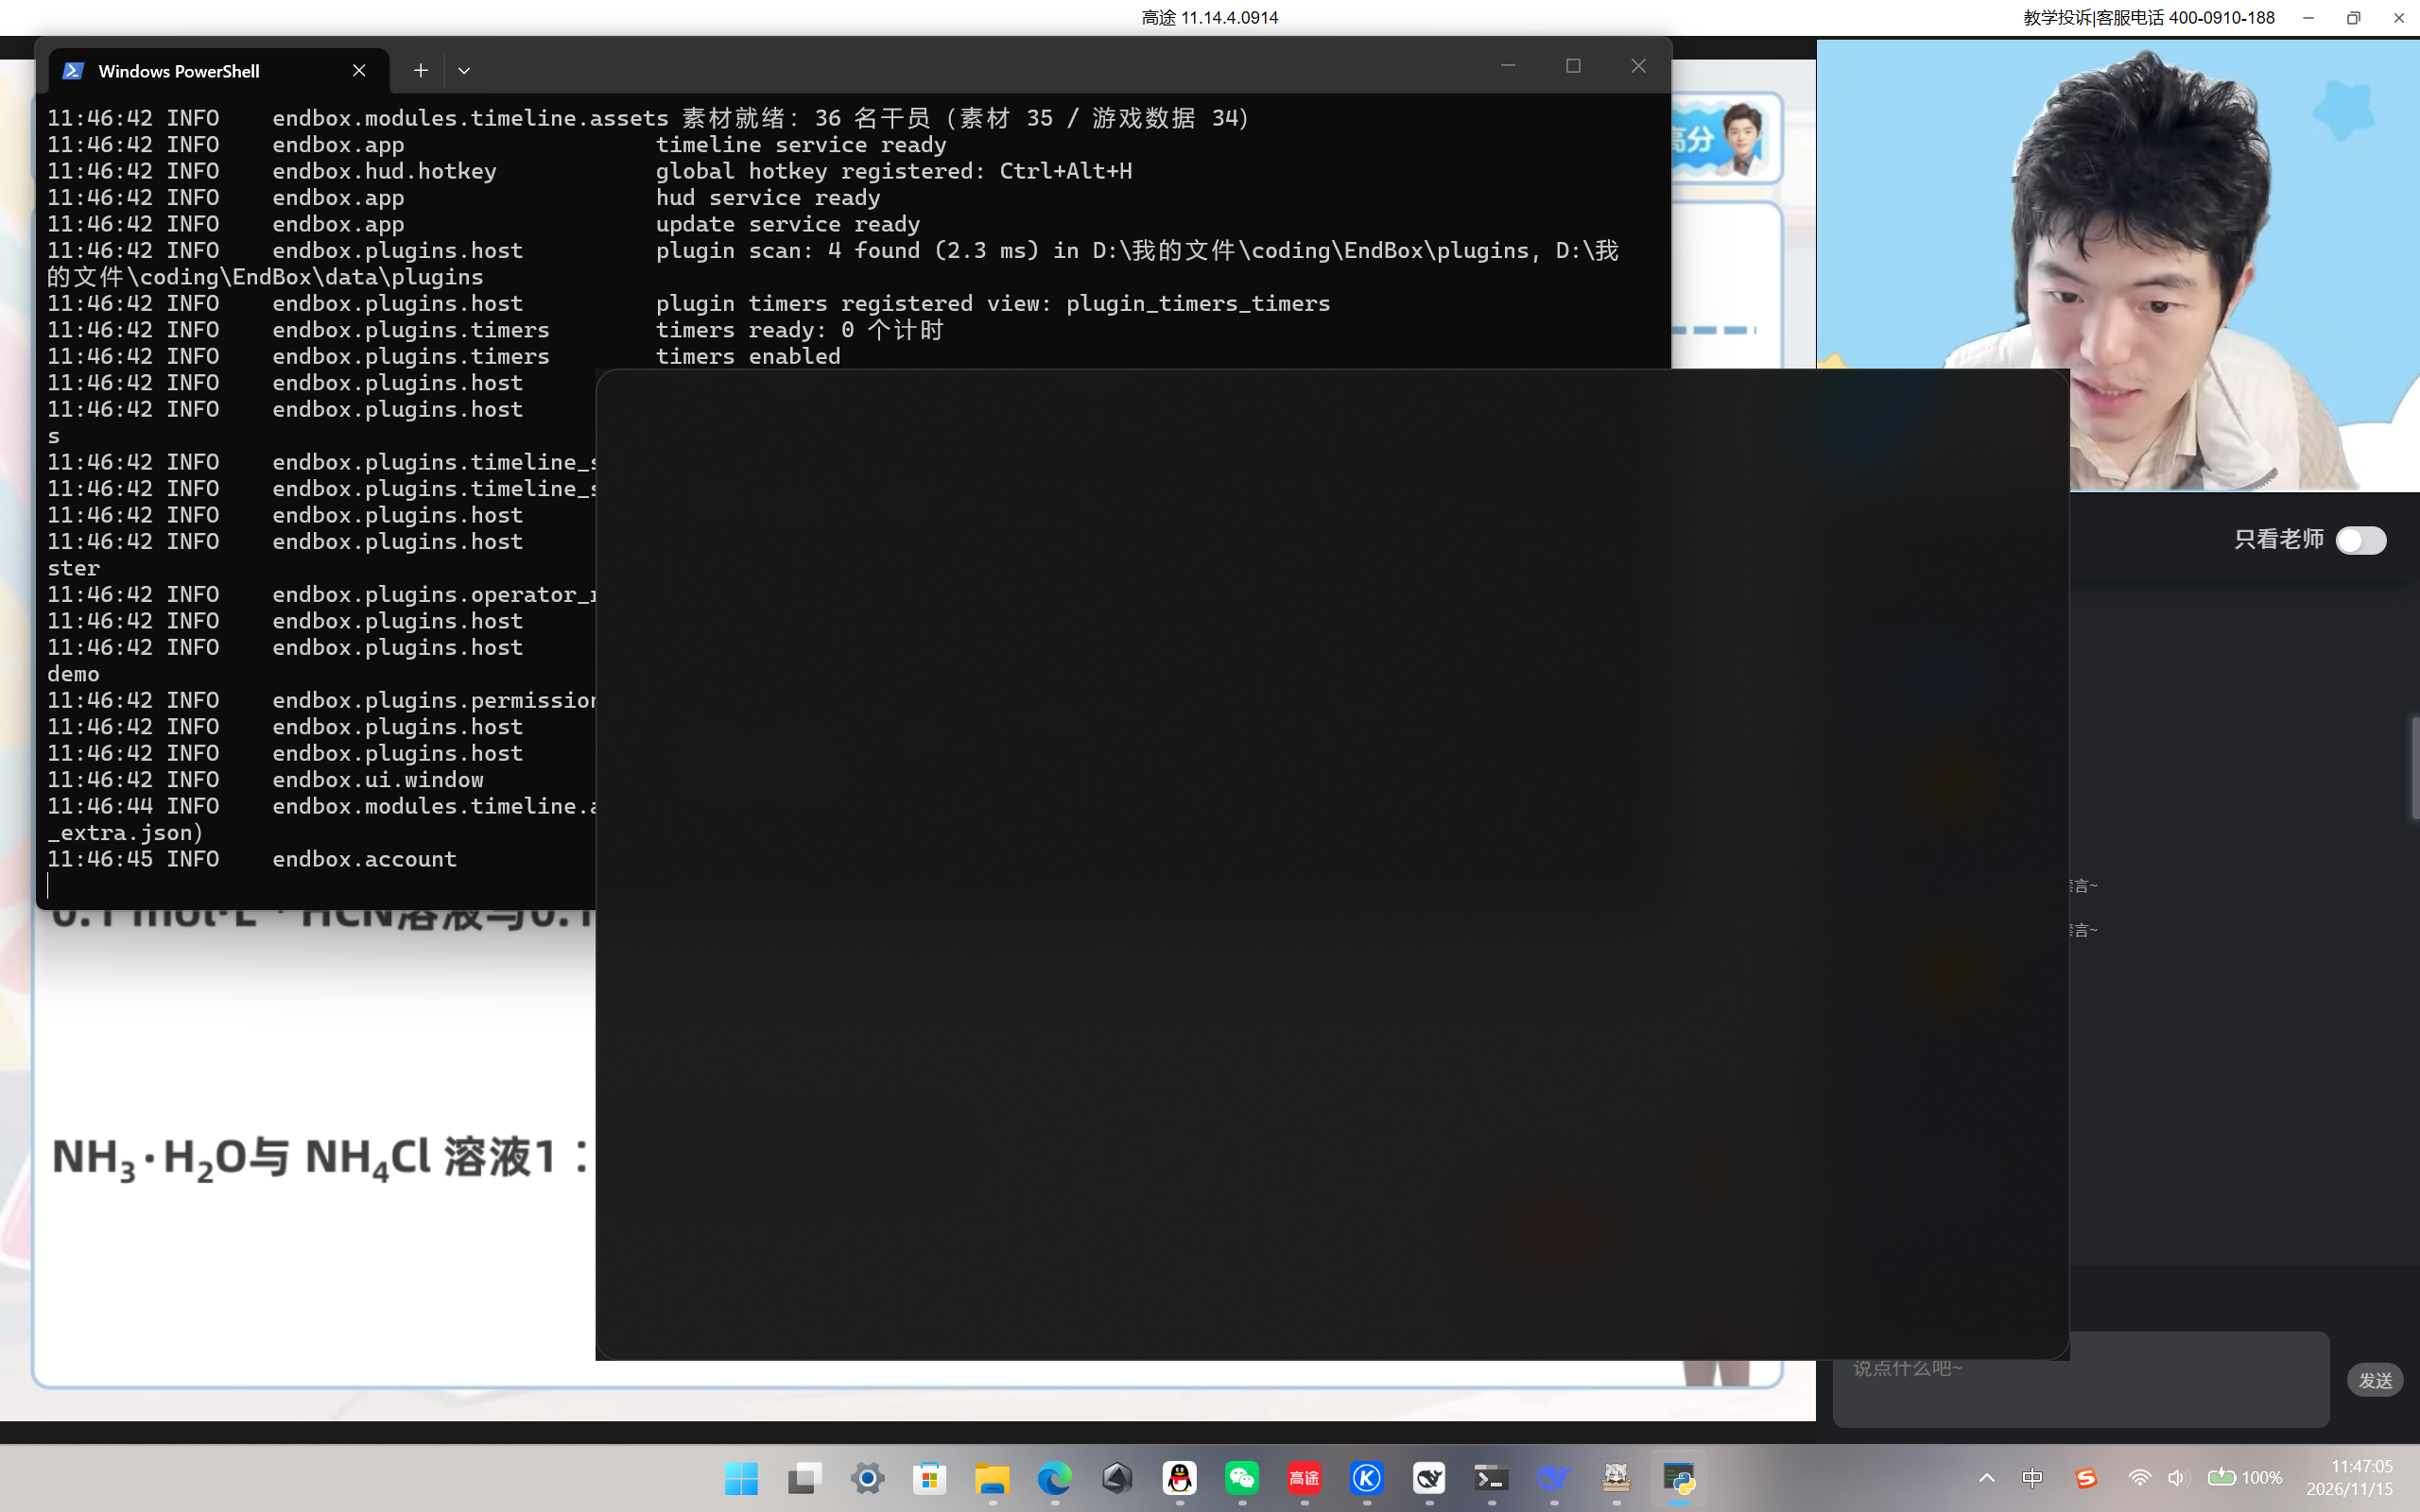 高途 11.14.4.0914
教学投诉|客服电话 400-0910-188
Windows PowerShell
11:46:42 INFO endbox.modules.timeline.assets 素材就绪：36 名干员（素材 35 / 游戏数据 34）
11:46:42 INFO endbox.app timeline service ready
11:46:42 INFO endbox.hud.hotkey global hotkey registered: Ctrl+Alt+H
11:46:42 INFO endbox.app hud service ready
11:46:42 INFO endbox.app update service ready
11:46:42 INFO endbox.plugins.host plugin scan: 4 found (2.3 ms) in D:\我的文件\coding\EndBox\plugins, D:\我
的文件\coding\EndBox\data\plugins
11:46:42 INFO endbox.plugins.host plugin timers registered view: plugin_timers_timers
11:46:42 INFO endbox.plugins.timers timers ready: 0 个计时
11:46:42 INFO endbox.plugins.timers timers enabled
11:46:42 INFO endbox.plugins.host
11:46:42 INFO endbox.plugins.host
s
11:46:42 INFO endbox.plugins.timeline_s
11:46:42 INFO endbox.plugins.timeline_s
11:46:42 INFO endbox.plugins.host
11:46:42 INFO endbox.plugins.host
ster
11:46:42 INFO endbox.plugins.operator_r
11:46:42 INFO endbox.plugins.host
11:46:42 INFO endbox.plugins.host
demo
11:46:42 INFO endbox.plugins.permission
11:46:42 INFO endbox.plugins.host
11:46:42 INFO endbox.plugins.host
11:46:42 INFO endbox.ui.window
11:46:44 INFO endbox.modules.timeline.a
_extra.json）
11:46:45 INFO endbox.account
高分
只看老师
言~
言~
HCN溶液与0.1
NH₃·H₂O与 NH₄Cl 溶液1：
说点什么吧~
发送
高途
中
100%
11:47:05
2026/11/15